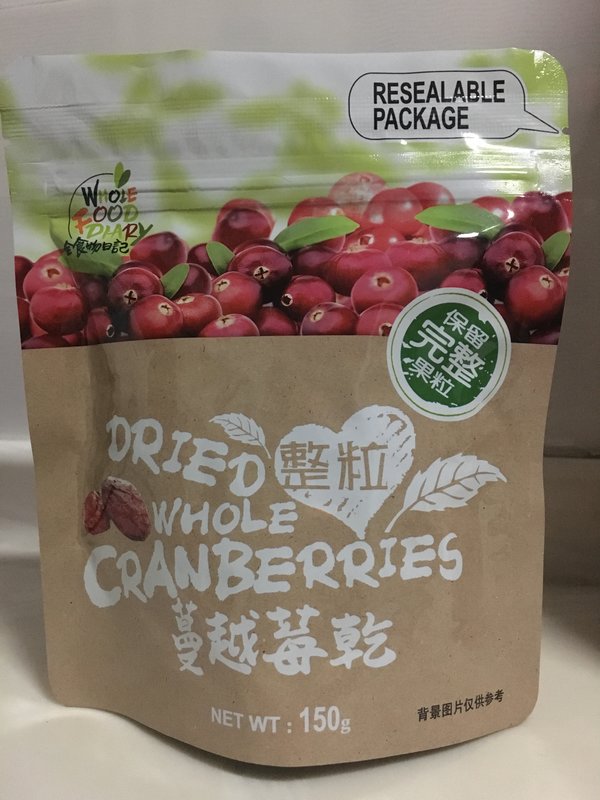 RESEALABLE
PACKAGE
WHOLE
FOOD
DIARY
全食物日記
保留
完整
果粒
DRIED
整粒
WHOLE
CRANBERRIES
蔓越莓乾
NET WT : 150g
背景图片仅供参考